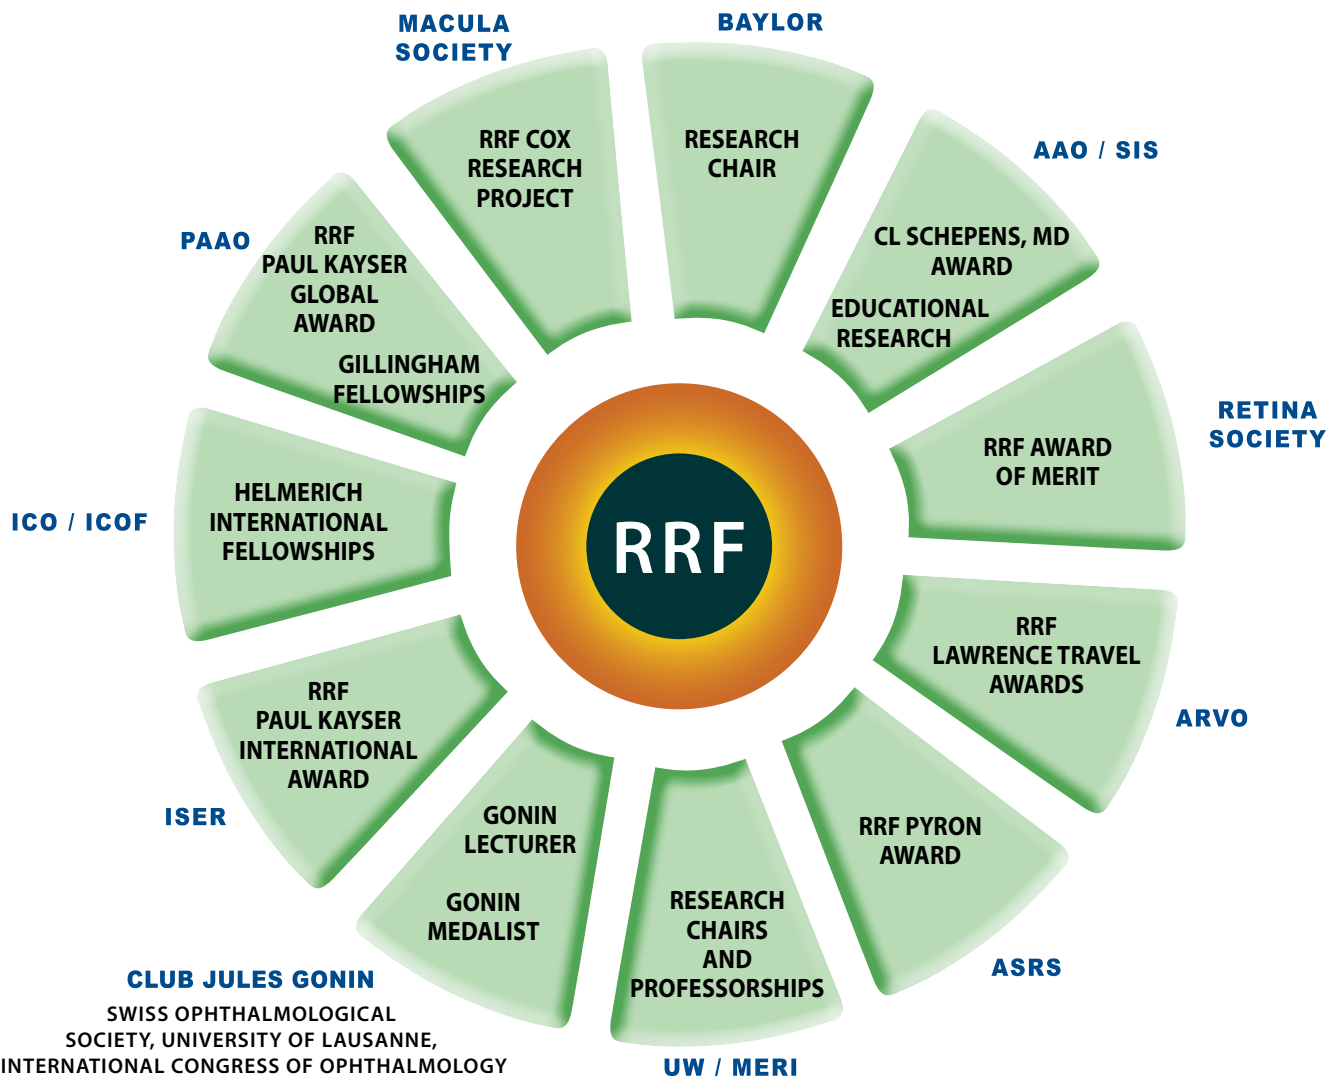 MACULA
SOCIETY
BAYLOR
RRF COX
RESEARCH
PROJECT
RESEARCH
CHAIR
AAO / SIS
CL SCHEPENS, MD
AWARD
EDUCATIONAL
RESEARCH
PAAO
RRF
PAUL KAYSER
GLOBAL
AWARD
GILLINGHAM
FELLOWSHIPS
RETINA
SOCIETY
RRF AWARD
OF MERIT
ICO / ICOF
HELMERICH
INTERNATIONAL
FELLOWSHIPS
RRF
RRF
LAWRENCE TRAVEL
AWARDS
ARVO
RRF
PAUL KAYSER
INTERNATIONAL
AWARD
ISER
RRF PYRON
AWARD
ASRS
GONIN
LECTURER
GONIN
MEDALIST
RESEARCH
CHAIRS
AND
PROFESSORSHIPS
CLUB JULES GONIN
SWISS OPHTHALMOLOGICAL
SOCIETY, UNIVERSITY OF LAUSANNE,
INTERNATIONAL CONGRESS OF OPHTHALMOLOGY
UW / MERI